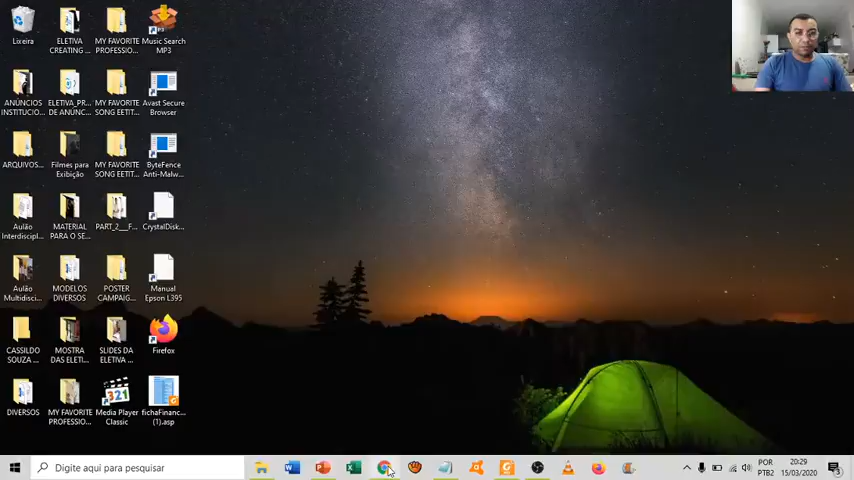 Lixeira
ELETIVA
CREATING ...
MY FAVORITE
PROFESSIO...
Music Search
MP3
ANÚNCIOS
INSTITUCIO...
ELETIVA_PR...
DE ANÚNC...
MY FAVORITE
SONG EETIT...
Avast Secure
Browser
ARQUIVOS...
Filmes para
Exibição
MY FAVORITE
SONG EETIT...
ByteFence
Anti-Malw...
Aulão
Interdiscipl...
MATERIAL
PARA O SE...
PART_2__F...
CrystalDisk...
Aulão
Multidisci...
MODELOS
DIVERSOS
POSTER
CAMPAIG...
Manual
Epson L395
CASSILDO
SOUZA ...
MOSTRA
DAS ELETI...
SLIDES DA
ELETIVA ...
Firefox
DIVERSOS
MY FAVORITE
PROFESSIO...
321
Media Player
Classic
fichaFinanc...
(1).asp
Digite aqui para pesquisar
POR
PTB2
20:29
15/03/2020
3